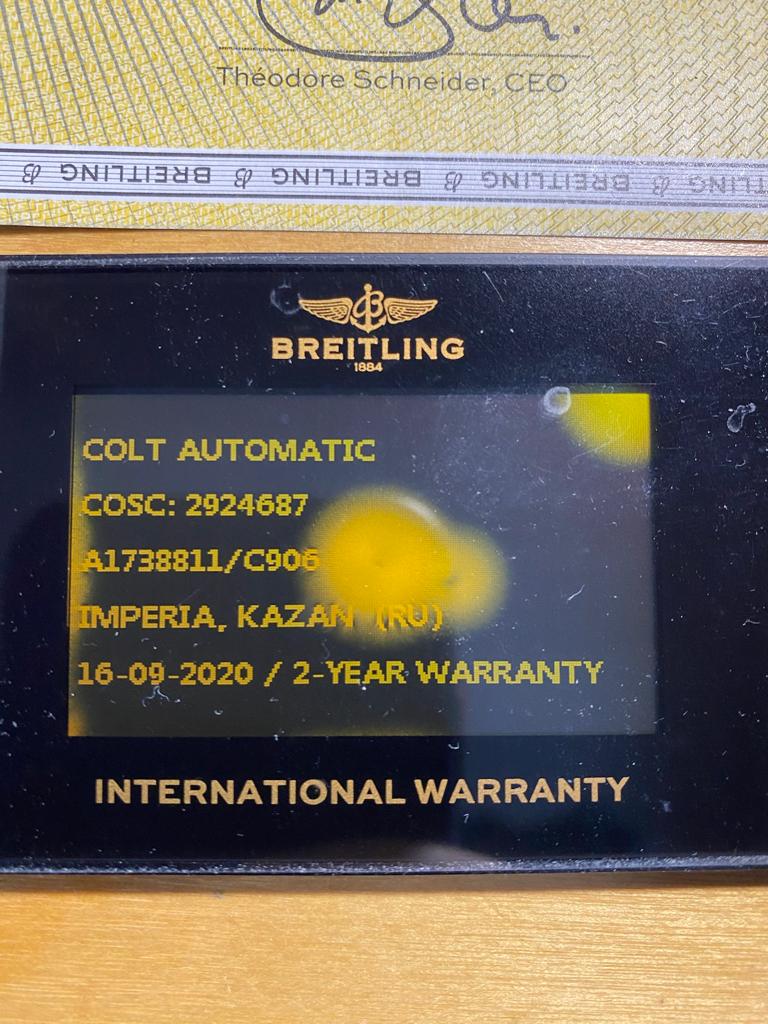 Théodore Schneider, CEO
BREITLING BREITLING BREITLING BREITLING
BREITLING
1884
COLT AUTOMATIC
COSC: 2924687
A1738811/C906
IMPERIA, KAZAN (RU)
16-09-2020 / 2-YEAR WARRANTY
INTERNATIONAL WARRANTY